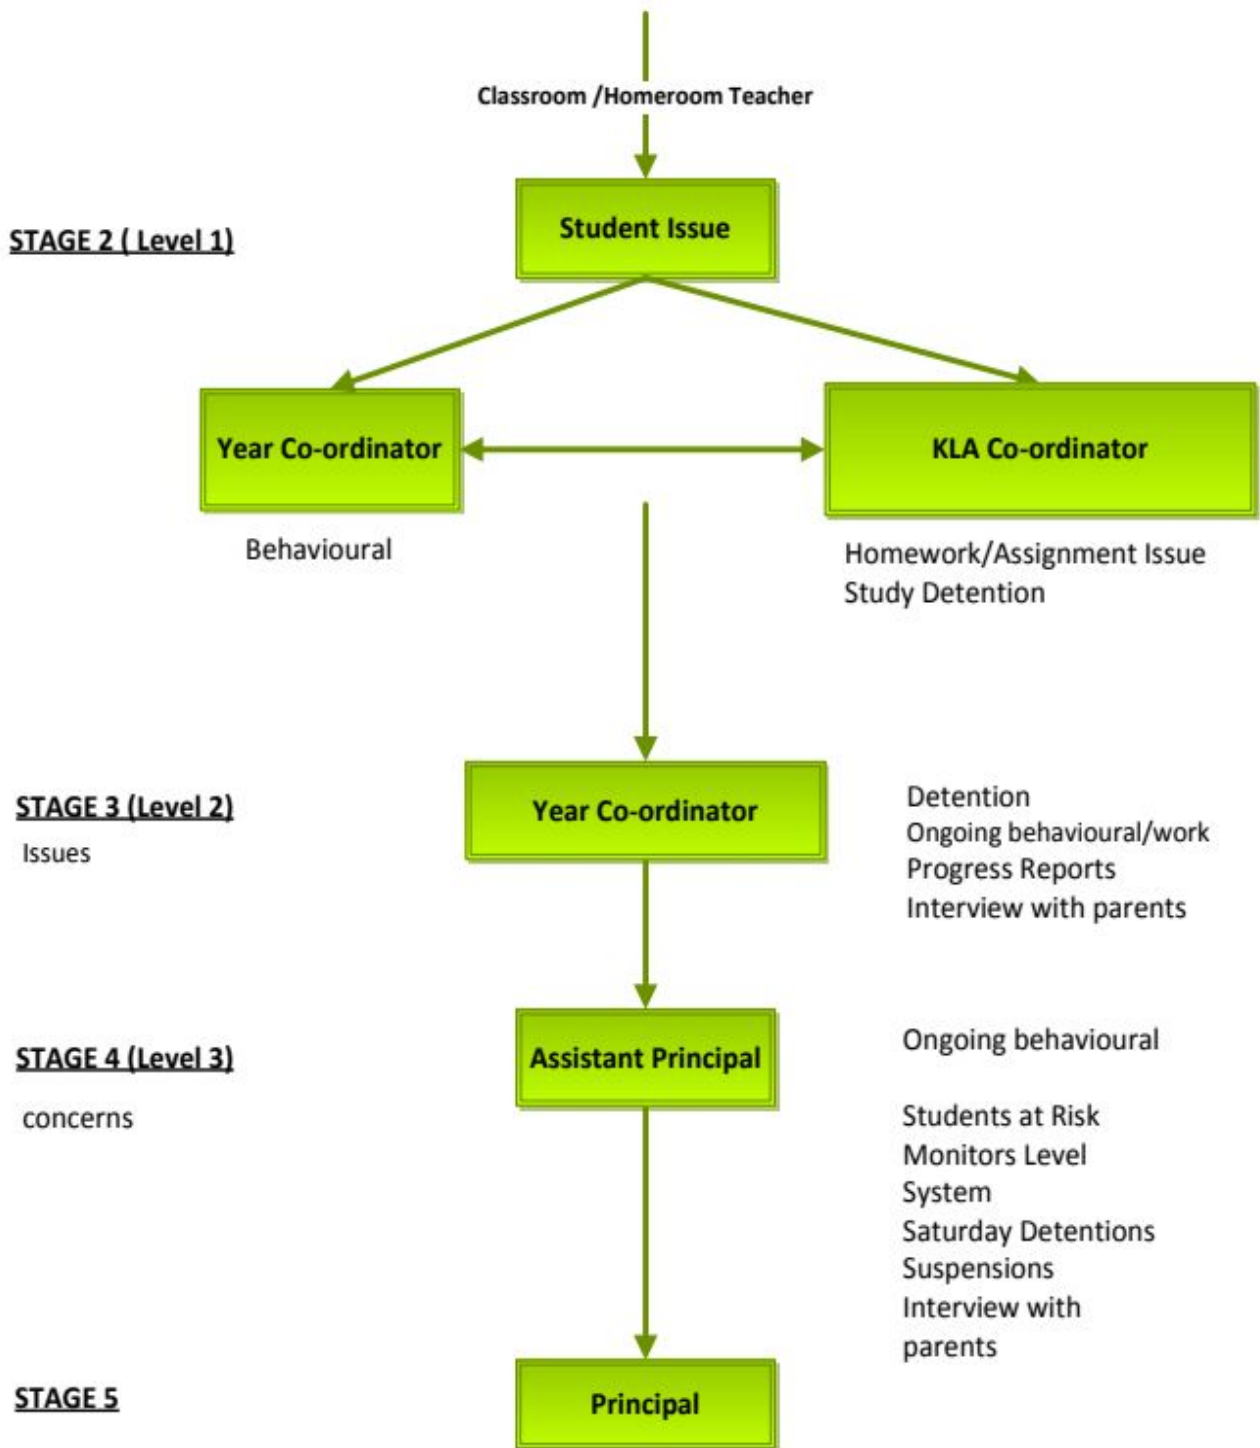 Classroom /Homeroom Teacher
STAGE 2 ( Level 1)
Student Issue
Year Co-ordinator
KLA Co-ordinator
Behavioural
Homework/Assignment Issue
Study Detention
STAGE 3 (Level 2)
Issues
Year Co-ordinator
Detention
Ongoing behavioural/work
Progress Reports
Interview with parents
STAGE 4 (Level 3)
concerns
Assistant Principal
Ongoing behavioural
Students at Risk
Monitors Level
System
Saturday Detentions
Suspensions
Interview with
parents
STAGE 5
Principal